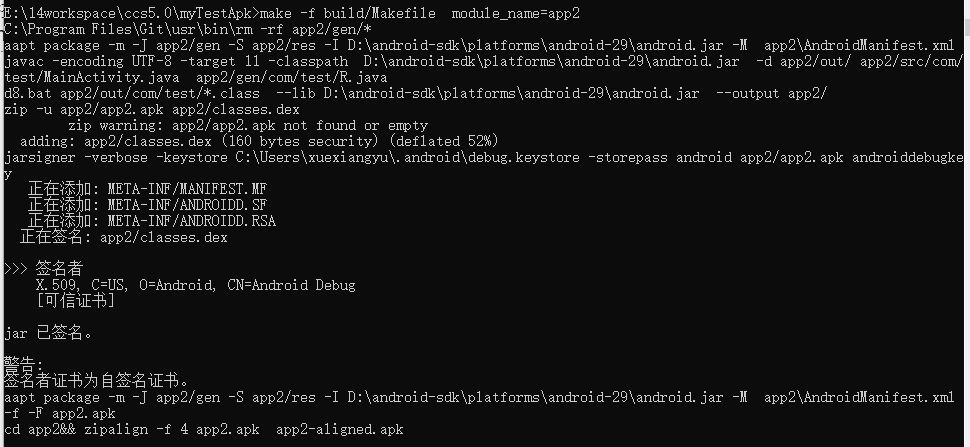 E:\14workspace\ccs5.0\myTestApk>make -f build/Makefile  module_name=app2
C:\Program Files\Git\usr\bin\rm -rf app2/gen/*
aapt package -m -J app2/gen -S app2/res -I D:\android-sdk\platforms\android-29\android.jar -M  app2\AndroidManifest.xml
javac -encoding UTF-8 -target 11 -classpath  D:\android-sdk\platforms\android-29\android.jar  -d app2/out/ app2/src/com/
test/MainActivity.java  app2/gen/com/test/R.java
d8.bat app2/out/com/test/*.class  --lib D:\android-sdk\platforms\android-29\android.jar  --output app2/
zip -u app2/app2.apk app2/classes.dex
        zip warning: app2/app2.apk not found or empty
  adding: app2/classes.dex (160 bytes security) (deflated 52%)
jarsigner -verbose -keystore C:\Users\xuexiangyu\.android\debug.keystore -storepass android app2/app2.apk androiddebugke
y
   正在添加: META-INF/MANIFEST.MF
   正在添加: META-INF/ANDROIDD.SF
   正在添加: META-INF/ANDROIDD.RSA
  正在签名: app2/classes.dex
>>> 签名者
    X.509, C=US, O=Android, CN=Android Debug
    [可信证书]
jar 已签名。
警告:
签名者证书为自签名证书。
aapt package -m -J app2/gen -S app2/res -I D:\android-sdk\platforms\android-29\android.jar -M  app2\AndroidManifest.xml
-f -F app2.apk
cd app2&& zipalign -f 4 app2.apk  app2-aligned.apk